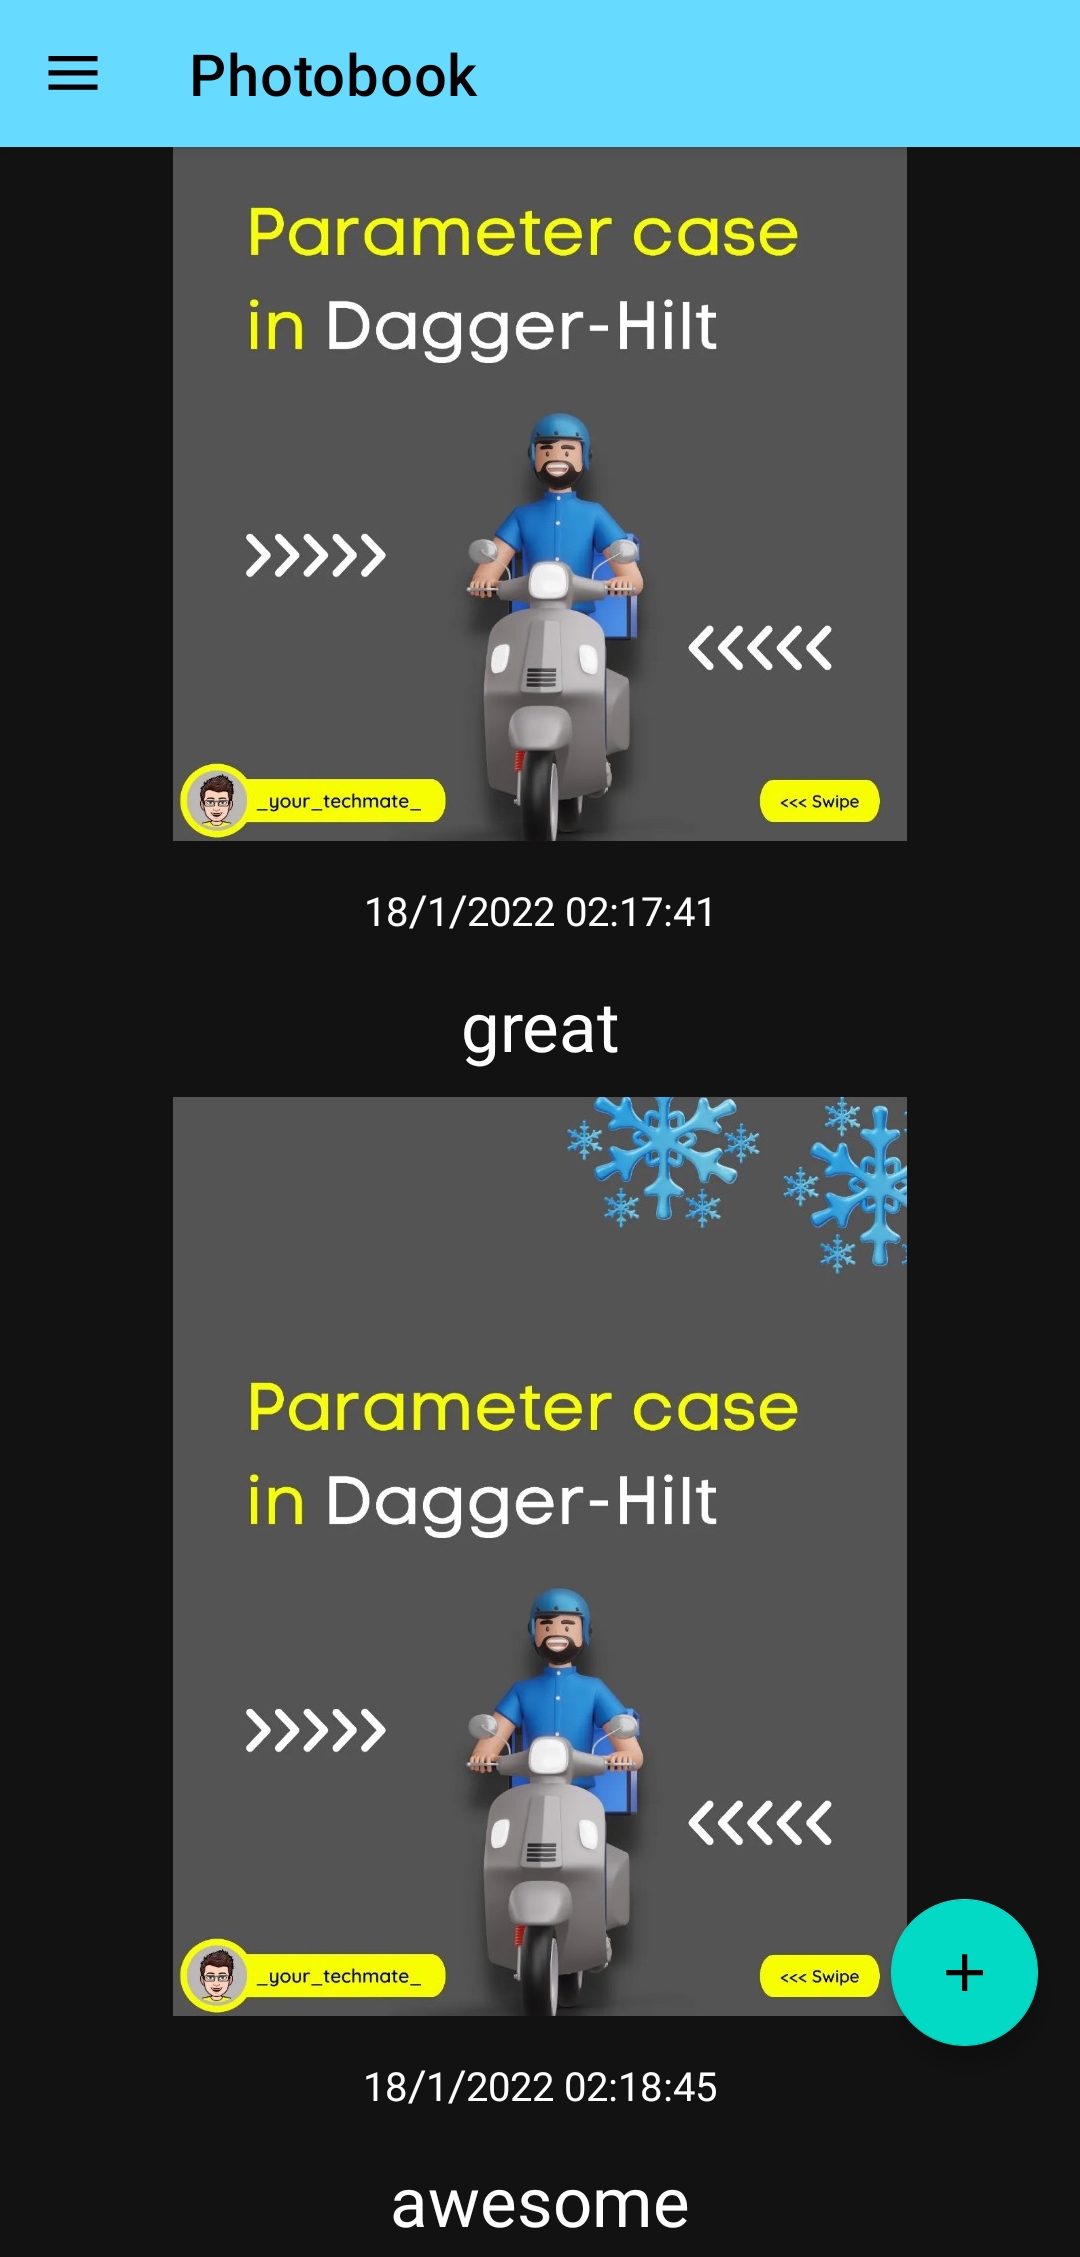 Photobook
Parameter case
in Dagger-Hilt
_your_techmate_
<<< Swipe
18/1/2022 02:17:41
great
Parameter case
in Dagger-Hilt
_your_techmate_
<<< Swipe
18/1/2022 02:18:45
awesome